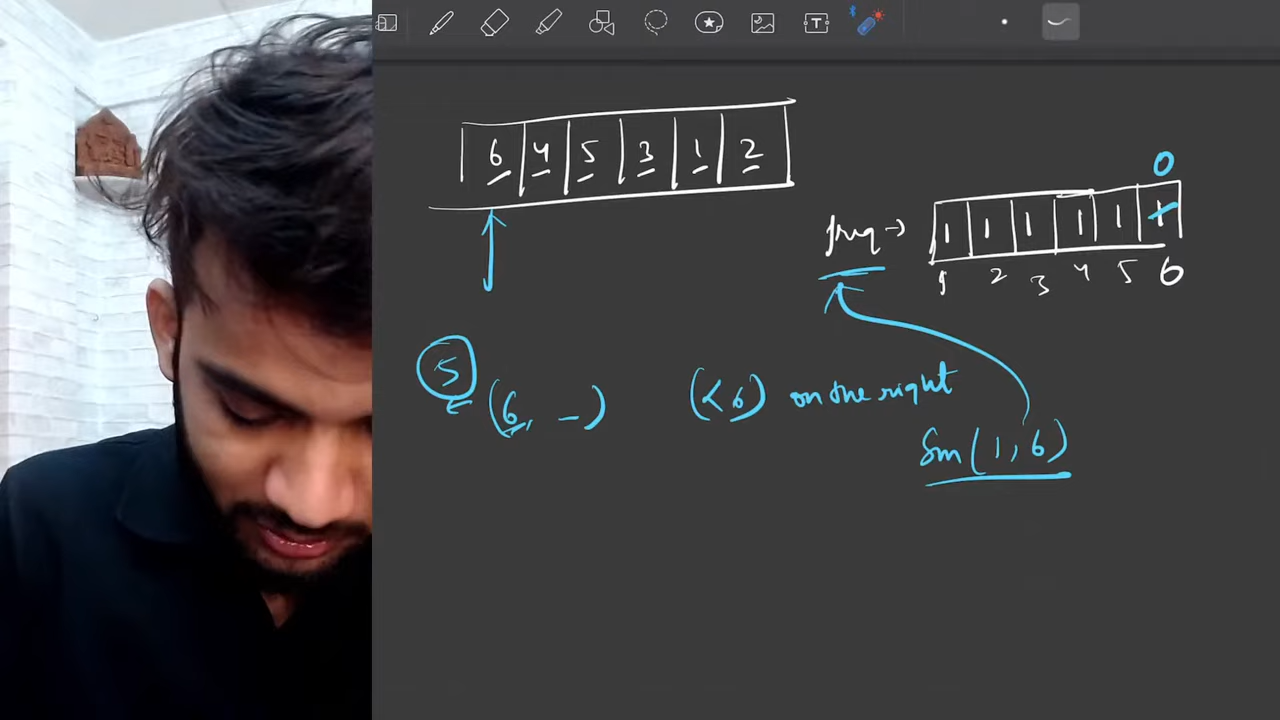 6 4 5 3 1 2
0
freq → 1 1 1 1 1 1
1 2 3 4 5 6
5 (6, _) (< 6) on the right
Sm(1, 6)
T